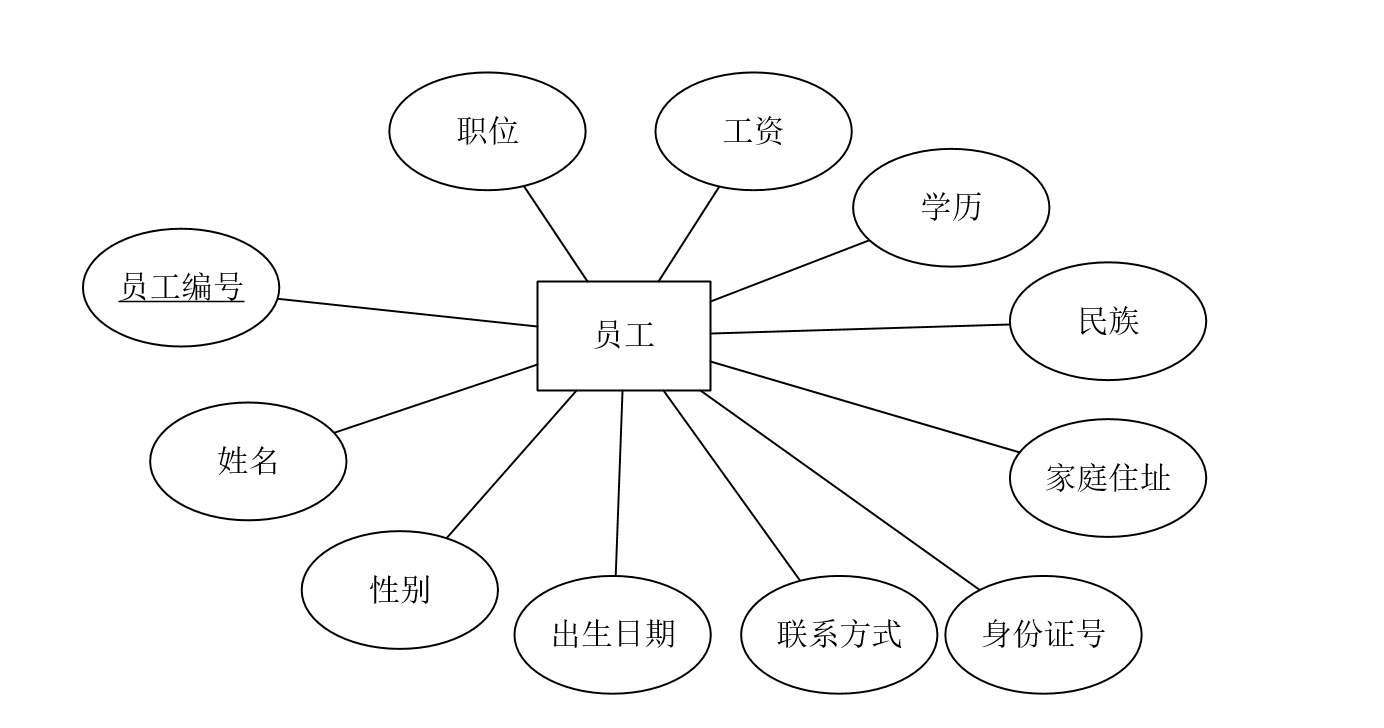 职位
工资
学历
员工编号
民族
员工
姓名
家庭住址
性别
出生日期
联系方式
身份证号